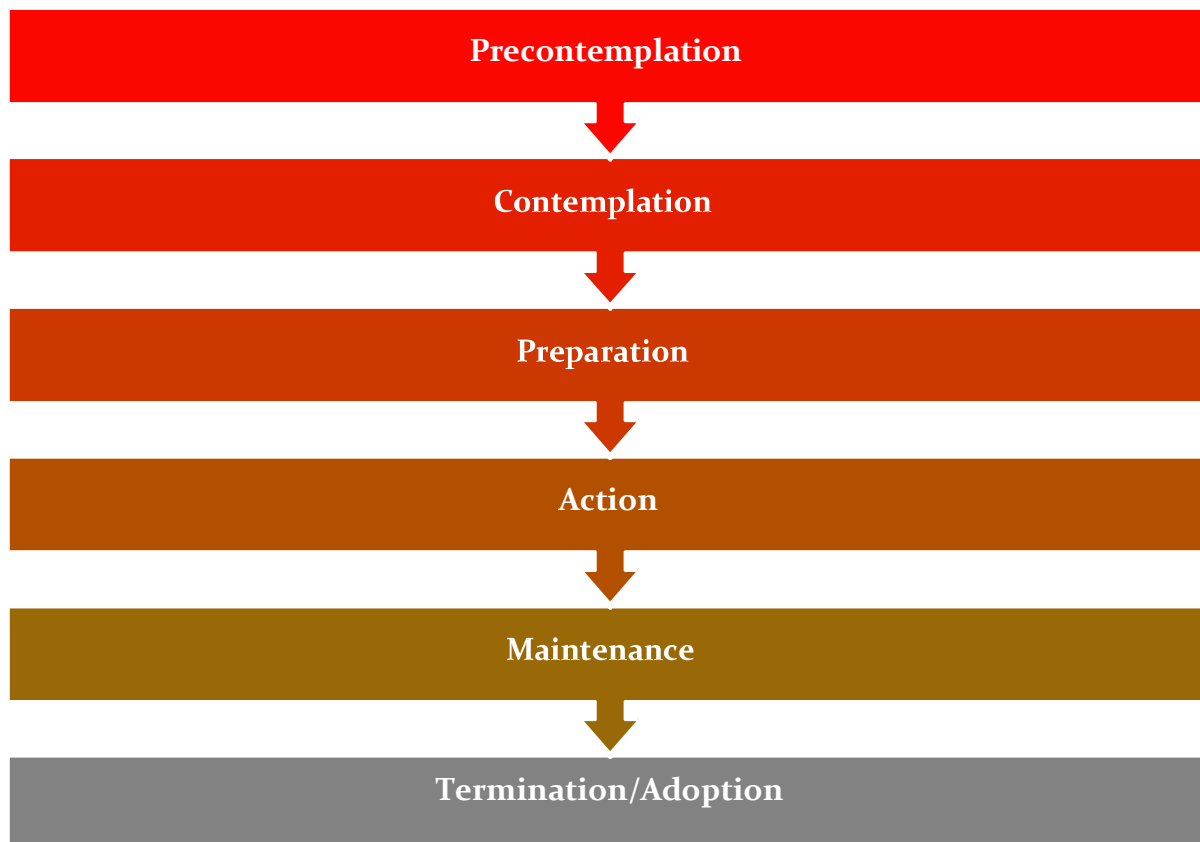 Precontemplation
Contemplation
Preparation
Action
Maintenance
Termination/Adoption